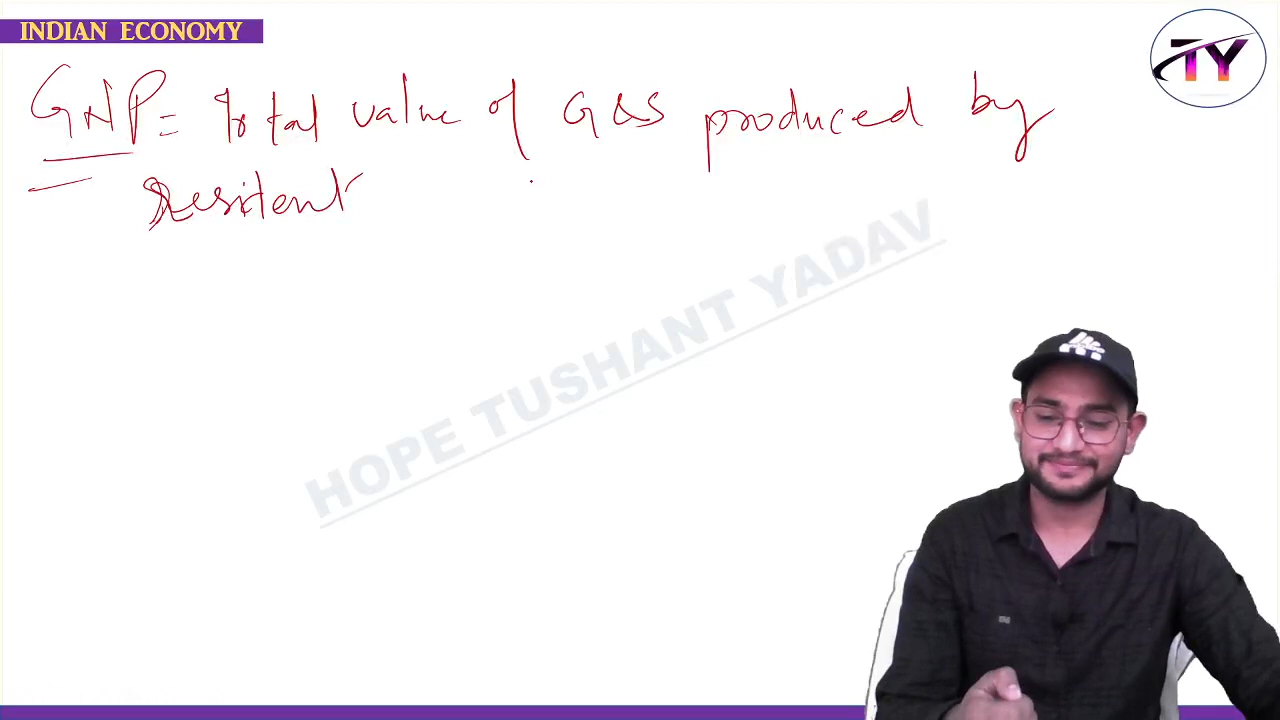 INDIAN ECONOMY
TY
GNP = total value of G&S produced by
resident
HOPE TUSHANT YADAV